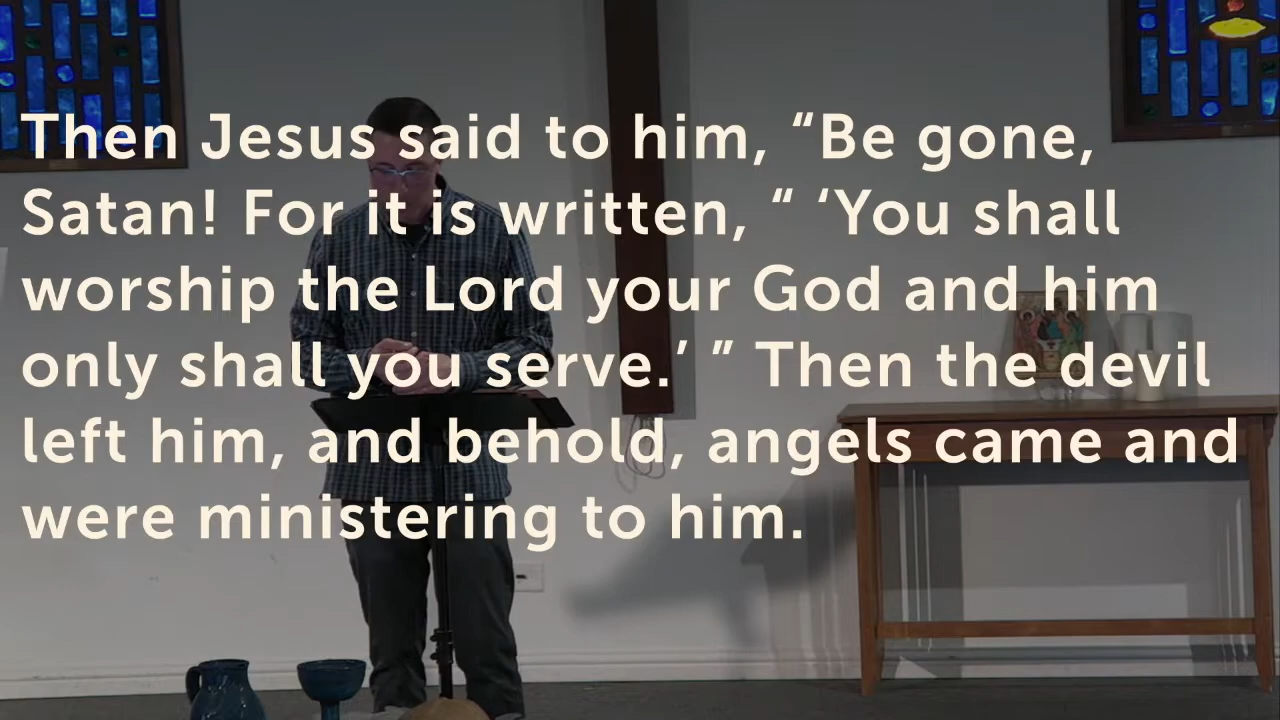 Then Jesus said to him, “Be gone,
Satan! For it is written, “ ‘You shall
worship the Lord your God and him
only shall you serve.’ ” Then the devil
left him, and behold, angels came and
were ministering to him.